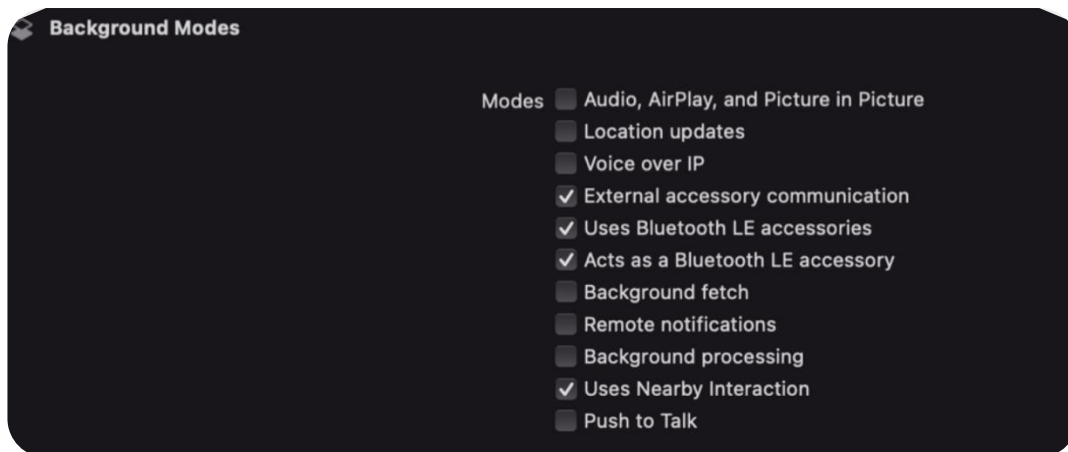 Background Modes
Modes Audio, AirPlay, and Picture in Picture
Location updates
Voice over IP
External accessory communication
Uses Bluetooth LE accessories
Acts as a Bluetooth LE accessory
Background fetch
Remote notifications
Background processing
Uses Nearby Interaction
Push to Talk